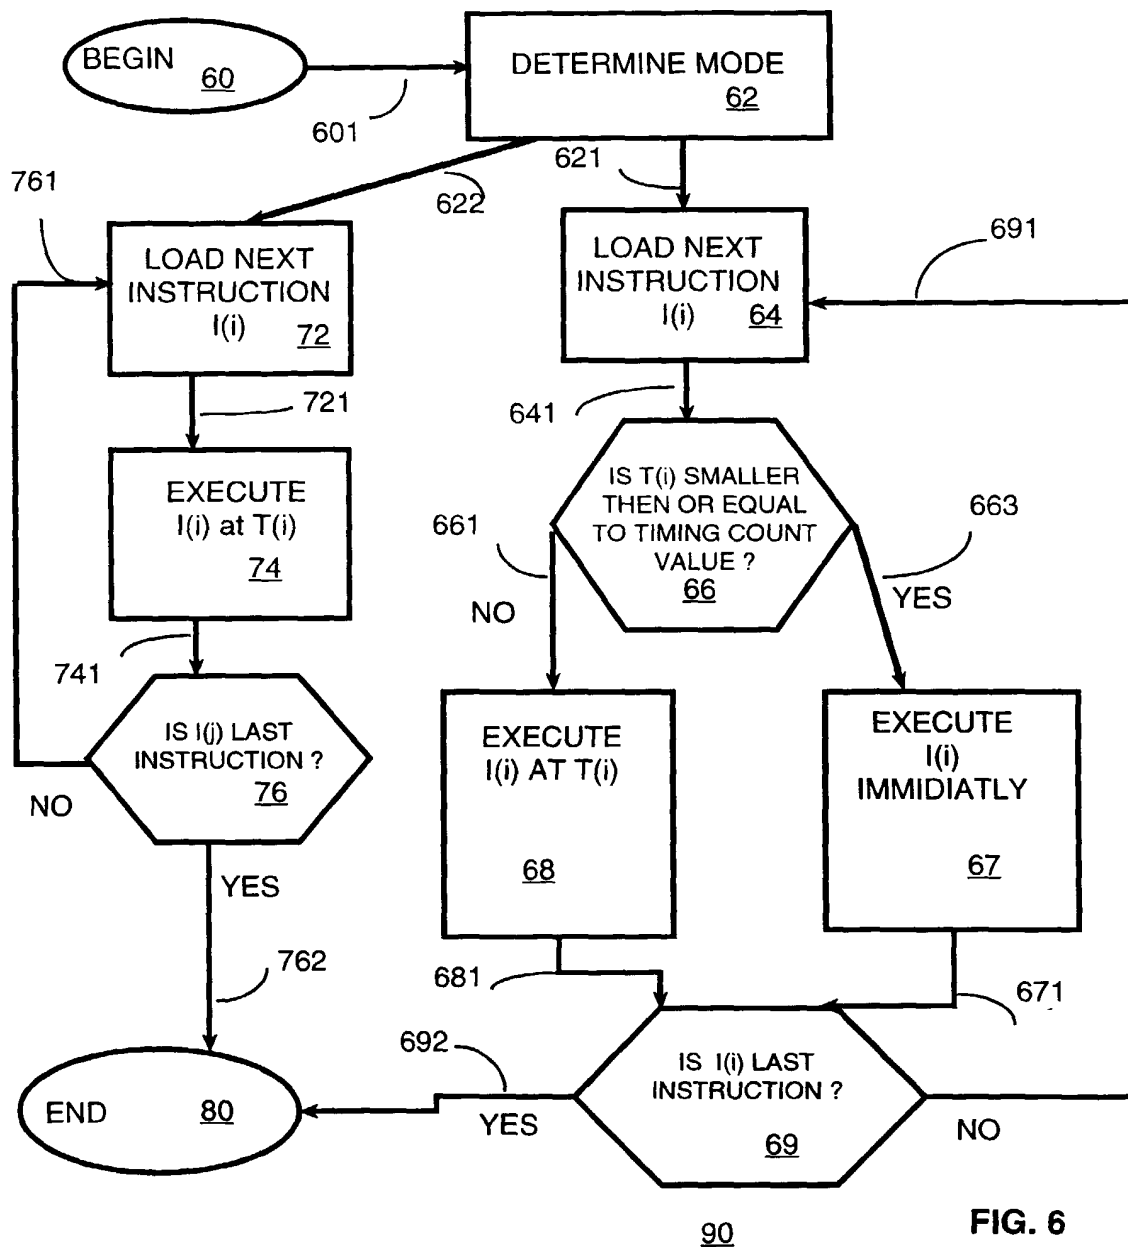 BEGIN 60
DETERMINE MODE
62
601
621
622
761
LOAD NEXT
INSTRUCTION
I(i) 72
LOAD NEXT
INSTRUCTION
I(i) 64
691
721
641
EXECUTE
I(i) at T(i)
74
IS T(i) SMALLER
THEN OR EQUAL
TO TIMING COUNT
VALUE ?
66
661
663
NO
YES
741
IS I(j) LAST
INSTRUCTION ?
76
NO
YES
762
EXECUTE
I(i) AT T(i)
68
EXECUTE
I(i)
IMMIDIATLY
67
681
671
692
IS I(i) LAST
INSTRUCTION ?
69
YES
NO
END 80
90
FIG. 6